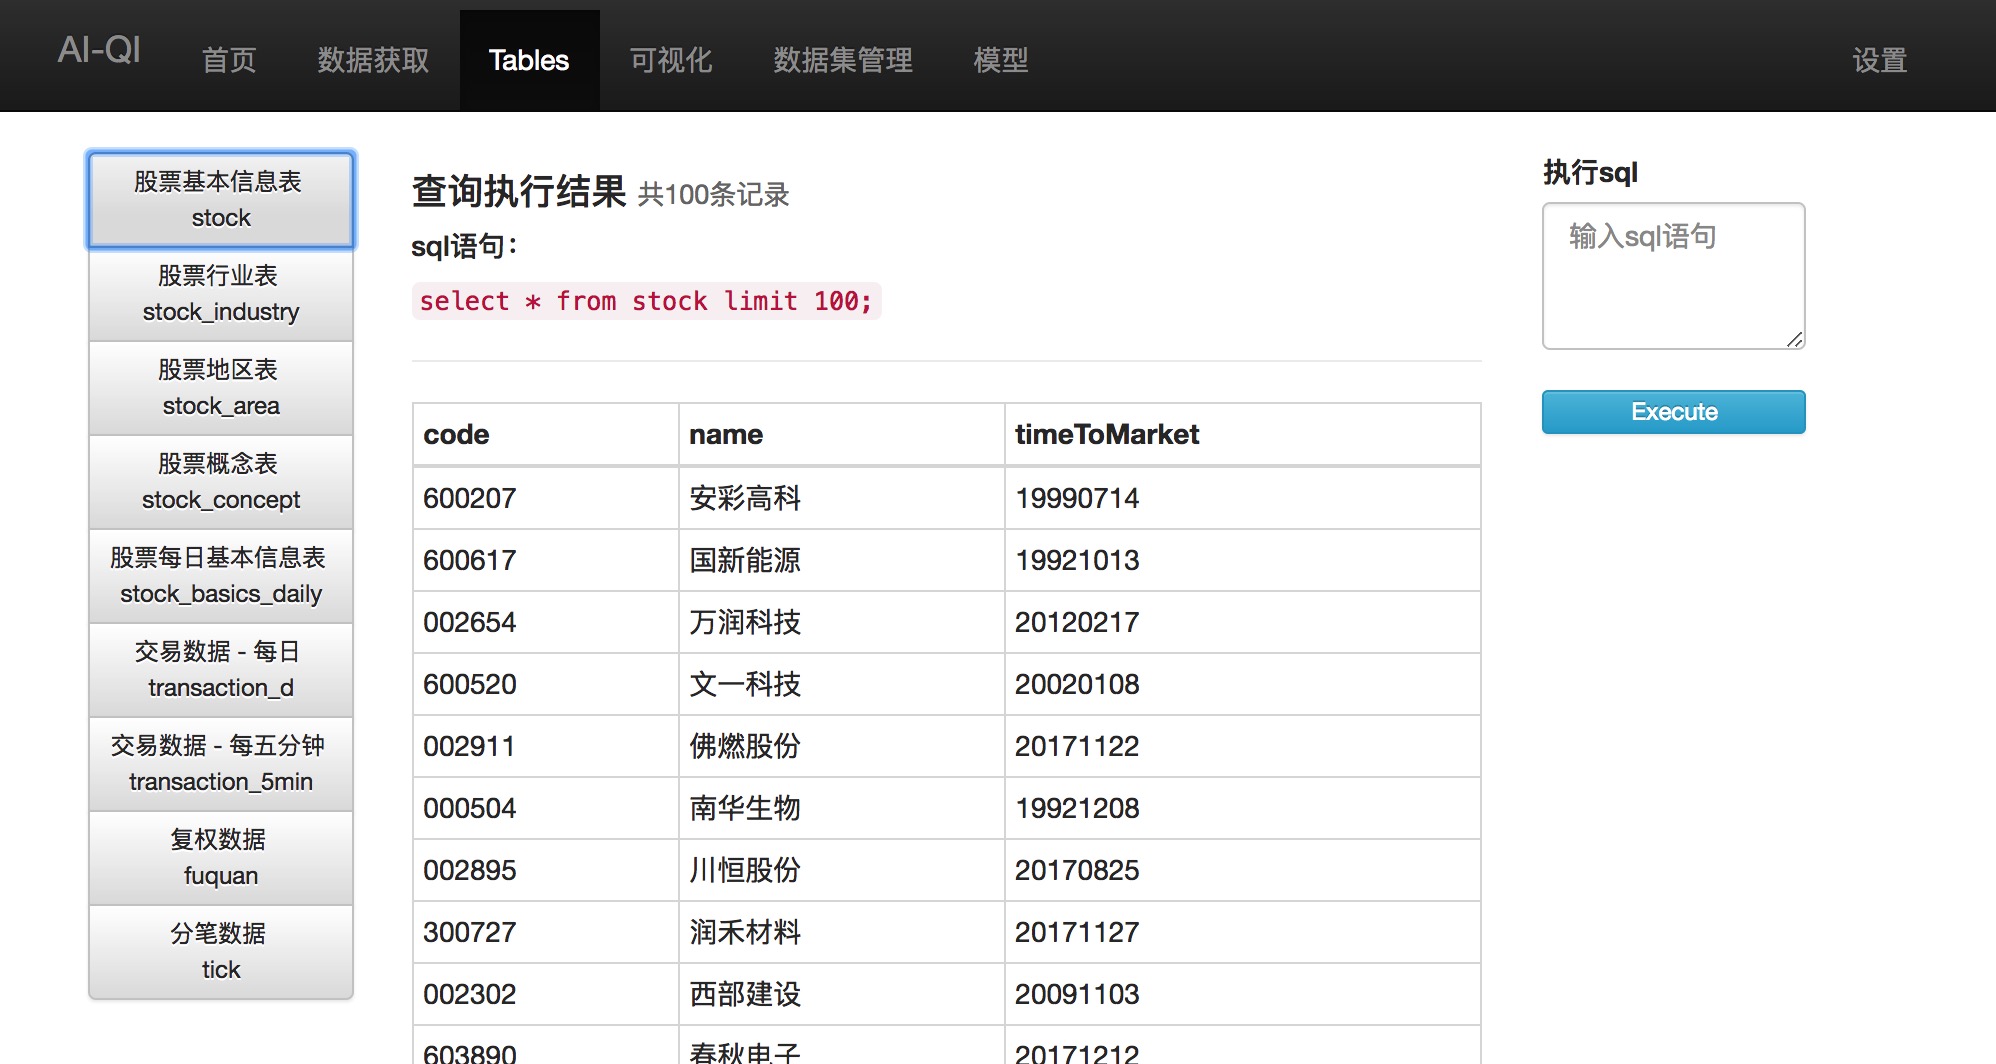 AI-QI 首页 数据获取 Tables 可视化 数据集管理 模型 设置
股票基本信息表
stock
股票行业表
stock_industry
股票地区表
stock_area
股票概念表
stock_concept
股票每日基本信息表
stock_basics_daily
交易数据 - 每日
transaction_d
交易数据 - 每五分钟
transaction_5min
复权数据
fuquan
分笔数据
tick
查询执行结果 共100条记录
sql语句：
select * from stock limit 100;
code name timeToMarket
600207 安彩高科 19990714
600617 国新能源 19921013
002654 万润科技 20120217
600520 文一科技 20020108
002911 佛燃股份 20171122
000504 南华生物 19921208
002895 川恒股份 20170825
300727 润禾材料 20171127
002302 西部建设 20091103
603890 春秋电子 20171212
执行sql
输入sql语句
Execute